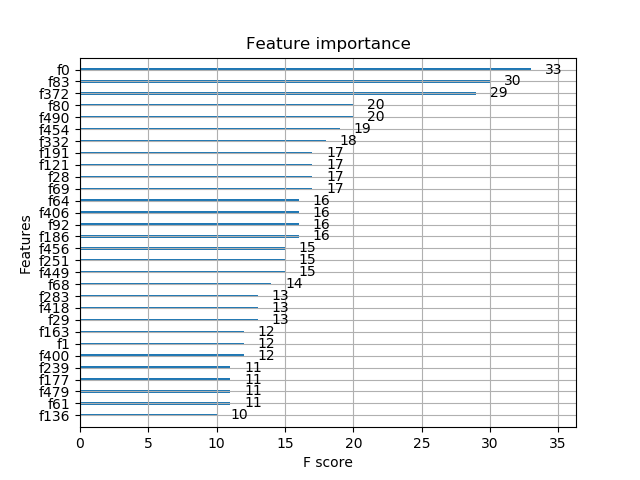 Feature importance
Features
f0 33
f83 30
f372 29
f80 20
f490 20
f454 19
f332 18
f191 17
f121 17
f28 17
f69 17
f64 16
f406 16
f92 16
f186 16
f456 15
f251 15
f449 15
f68 14
f283 13
f418 13
f29 13
f163 12
f1 12
f400 12
f239 11
f177 11
f479 11
f61 11
f136 10
0 5 10 15 20 25 30 35
F score